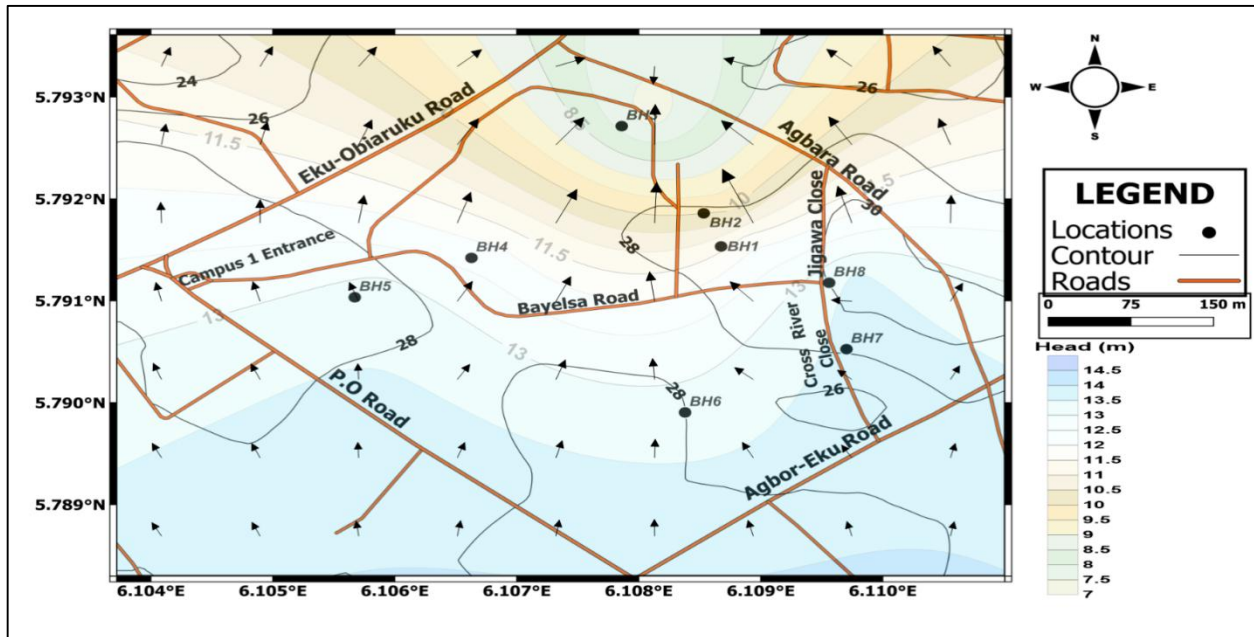 24
26
26
5.793°N
5.792°N
5.791°N
5.790°N
5.789°N
6.104°E
6.105°E
6.106°E
6.107°E
6.108°E
6.109°E
6.110°E
11.5
Eku-Obiaruku Road
8.5
BH3
Agbara Road
10
BH2
BH1
Jigawa Close
30
11.5
28
BH4
Campus 1 Entrance
BH5
13
28
Bayelsa Road
13
13
BH8
Cross River
Close
BH7
26
28
BH6
P.O Road
Agbor-Eku Road
N
W
E
S
LEGEND
Locations
Contour
Roads
0
75
150 m
Head (m)
14.5
14
13.5
13
12.5
12
11.5
11
10.5
10
9.5
9
8.5
8
7.5
7